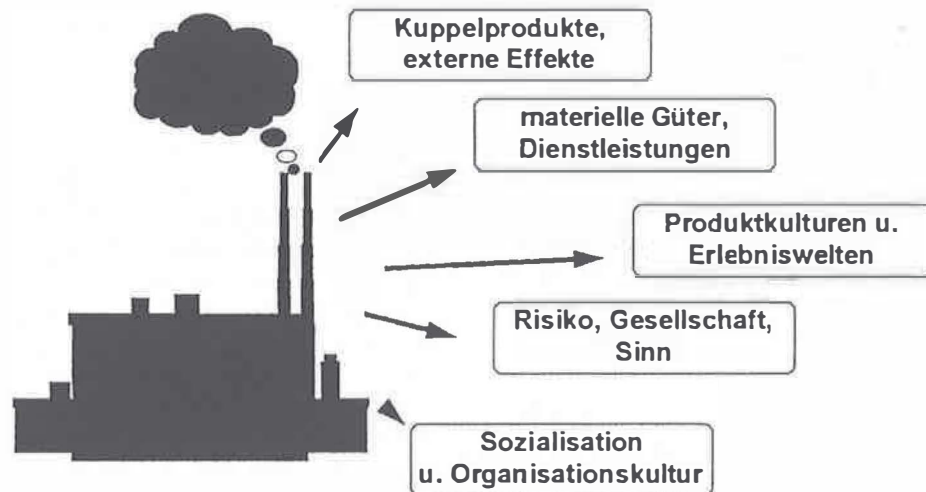 Kuppelprodukte,
externe Effekte
materielle Güter,
Dienstleistungen
Produktkulturen u.
Erlebniswelten
Risiko, Gesellschaft,
Sinn
Sozialisation
u. Organisationskultur